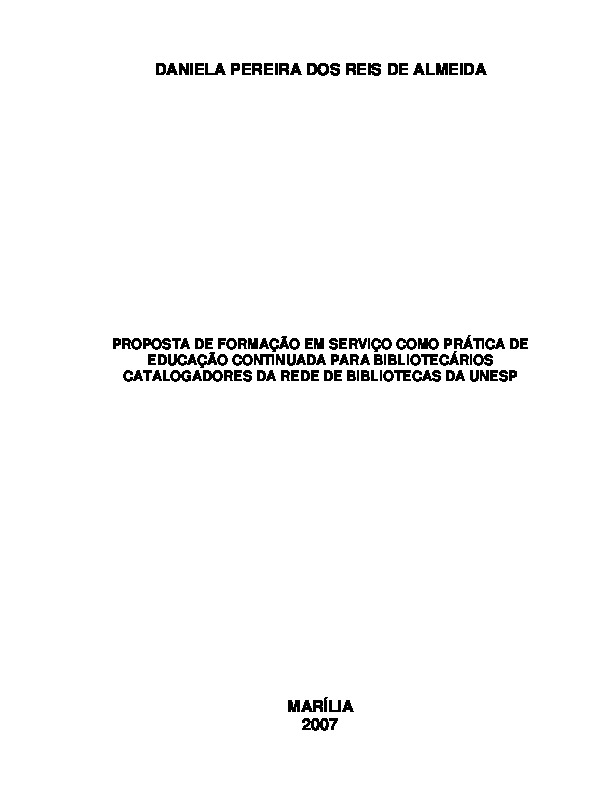 DANIELA PEREIRA DOS REIS DE ALMEIDA
PROPOSTA DE FORMAÇÃO EM SERVIÇO COMO PRÁTICA DE
EDUCAÇÃO CONTINUADA PARA BIBLIOTECÁRIOS
CATALOGADORES DA REDE DE BIBLIOTECAS DA UNESP
MARÍLIA
2007